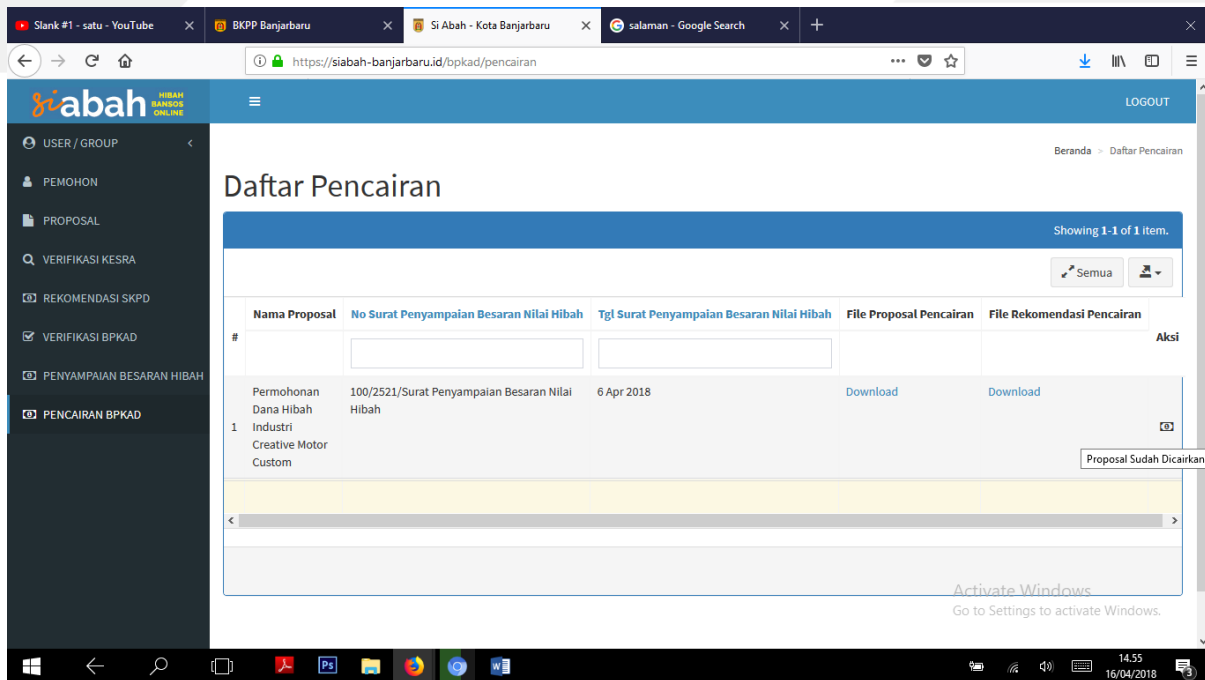 Slank #1 - satu - YouTube
BKPP Banjarbaru
Si Abah - Kota Banjarbaru
salaman - Google Search
https://siabah-banjarbaru.id/bpkad/pencairan
siabah HIBAH BANSOS ONLINE
LOGOUT
USER / GROUP
PEMOHON
PROPOSAL
VERIFIKASI KESRA
REKOMENDASI SKPD
VERIFIKASI BPKAD
PENYAMPAIAN BESARAN HIBAH
PENCAIRAN BPKAD
Beranda > Daftar Pencairan
Daftar Pencairan
Showing 1-1 of 1 item.
Semua
# Nama Proposal No Surat Penyampaian Besaran Nilai Hibah Tgl Surat Penyampaian Besaran Nilai Hibah File Proposal Pencairan File Rekomendasi Pencairan Aksi
1 Permohonan 100/2521/Surat Penyampaian Besaran Nilai 6 Apr 2018 Download Download
Dana Hibah Hibah
Industri
Creative Motor
Custom
Proposal Sudah Dicairkan
Activate Windows
Go to Settings to activate Windows.
Ps
14.55
16/04/2018
3